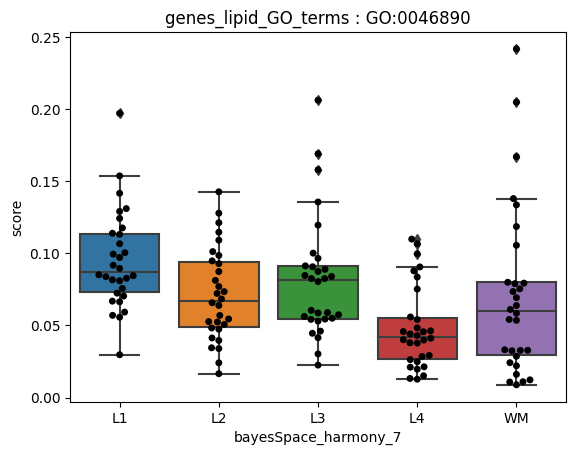 genes_lipid_GO_terms : GO:0046890
0.25
0.20
0.15
0.10
0.05
0.00
score
L1 L2 L3 L4 WM
bayesSpace_harmony_7